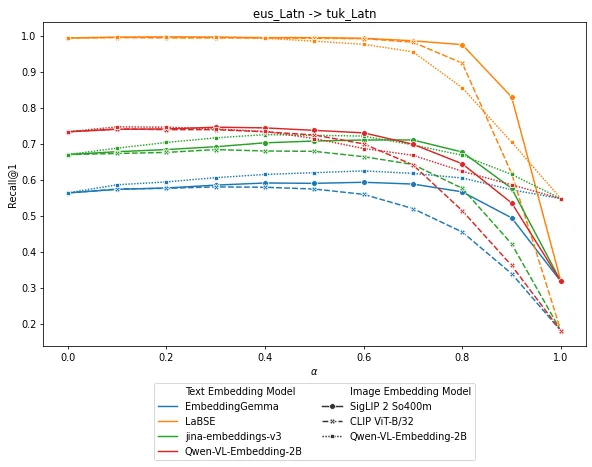 eus_Latn -> tuk_Latn
Recall@1
1.0
0.9
0.8
0.7
0.6
0.5
0.4
0.3
0.2
0.0 0.2 0.4 0.6 0.8 1.0
α
Text Embedding Model
EmbeddingGemma
LaBSE
jina-embeddings-v3
Qwen-VL-Embedding-2B
Image Embedding Model
SigLIP 2 So400m
CLIP ViT-B/32
Qwen-VL-Embedding-2B